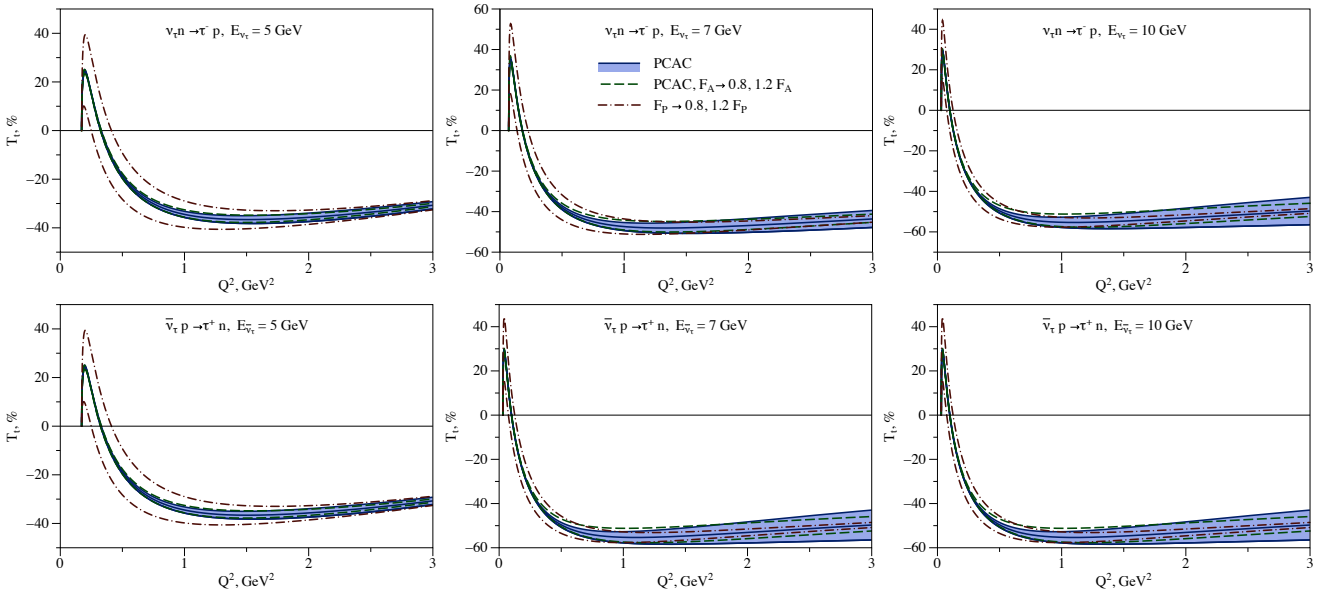 ν_τ n → τ⁻ p, E_ν_τ = 5 GeV
40
20
0
−20
−40
T_t, %
0 1 2 3
Q², GeV²
ν_τ n → τ⁻ p, E_ν_τ = 7 GeV
PCAC
PCAC, F_A → 0.8, 1.2 F_A
F_P → 0.8, 1.2 F_P
60
40
20
0
−20
−40
−60
T_t, %
0 1 2 3
Q², GeV²
ν_τ n → τ⁻ p, E_ν_τ = 10 GeV
40
20
0
−20
−40
−60
T_t, %
0 1 2 3
Q², GeV²
ν̅_τ p → τ⁺ n, E_ν̅_τ = 5 GeV
40
20
0
−20
−40
T_t, %
0 1 2 3
Q², GeV²
ν̅_τ p → τ⁺ n, E_ν̅_τ = 7 GeV
40
20
0
−20
−40
−60
T_t, %
0 1 2 3
Q², GeV²
ν̅_τ p → τ⁺ n, E_ν̅_τ = 10 GeV
40
20
0
−20
−40
−60
T_t, %
0 1 2 3
Q², GeV²